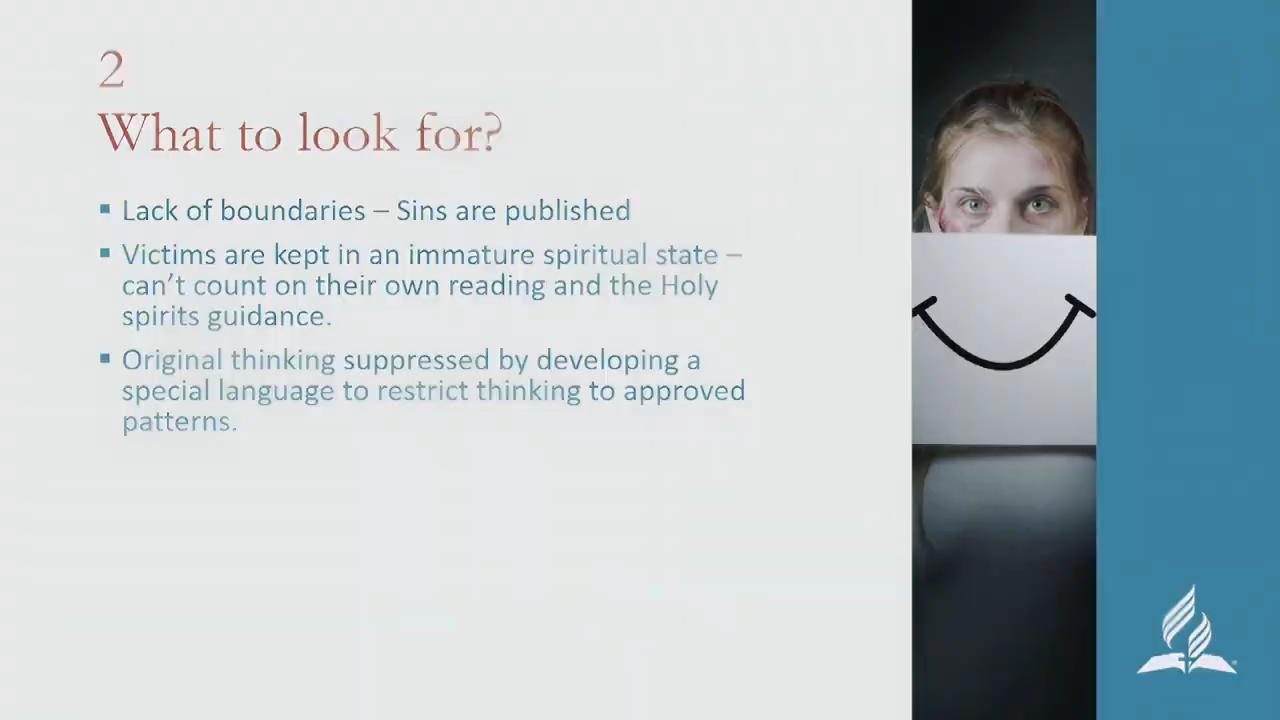 2
What to look for?
▪ Lack of boundaries – Sins are published
▪ Victims are kept in an immature spiritual state –
can't count on their own reading and the Holy
spirits guidance.
▪ Original thinking suppressed by developing a
special language to restrict thinking to approved
patterns.